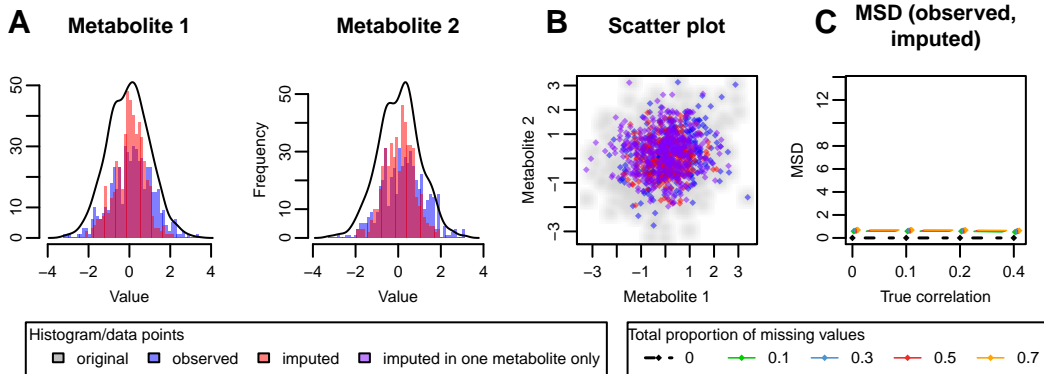 A
Metabolite 1
Metabolite 2
B
Scatter plot
C
MSD (observed,
imputed)
0 10 30 50
−4 −2 0 2 4
Value
Frequency
0 10 30 50
−4 −2 0 2 4
Value
Metabolite 2
−3 −1 1 2 3
−3 −1 0 1 2 3
Metabolite 1
MSD
0 2 4 8 12
0 0.1 0.2 0.4
True correlation
Histogram/data points
original observed imputed imputed in one metabolite only
Total proportion of missing values
0 0.1 0.3 0.5 0.7